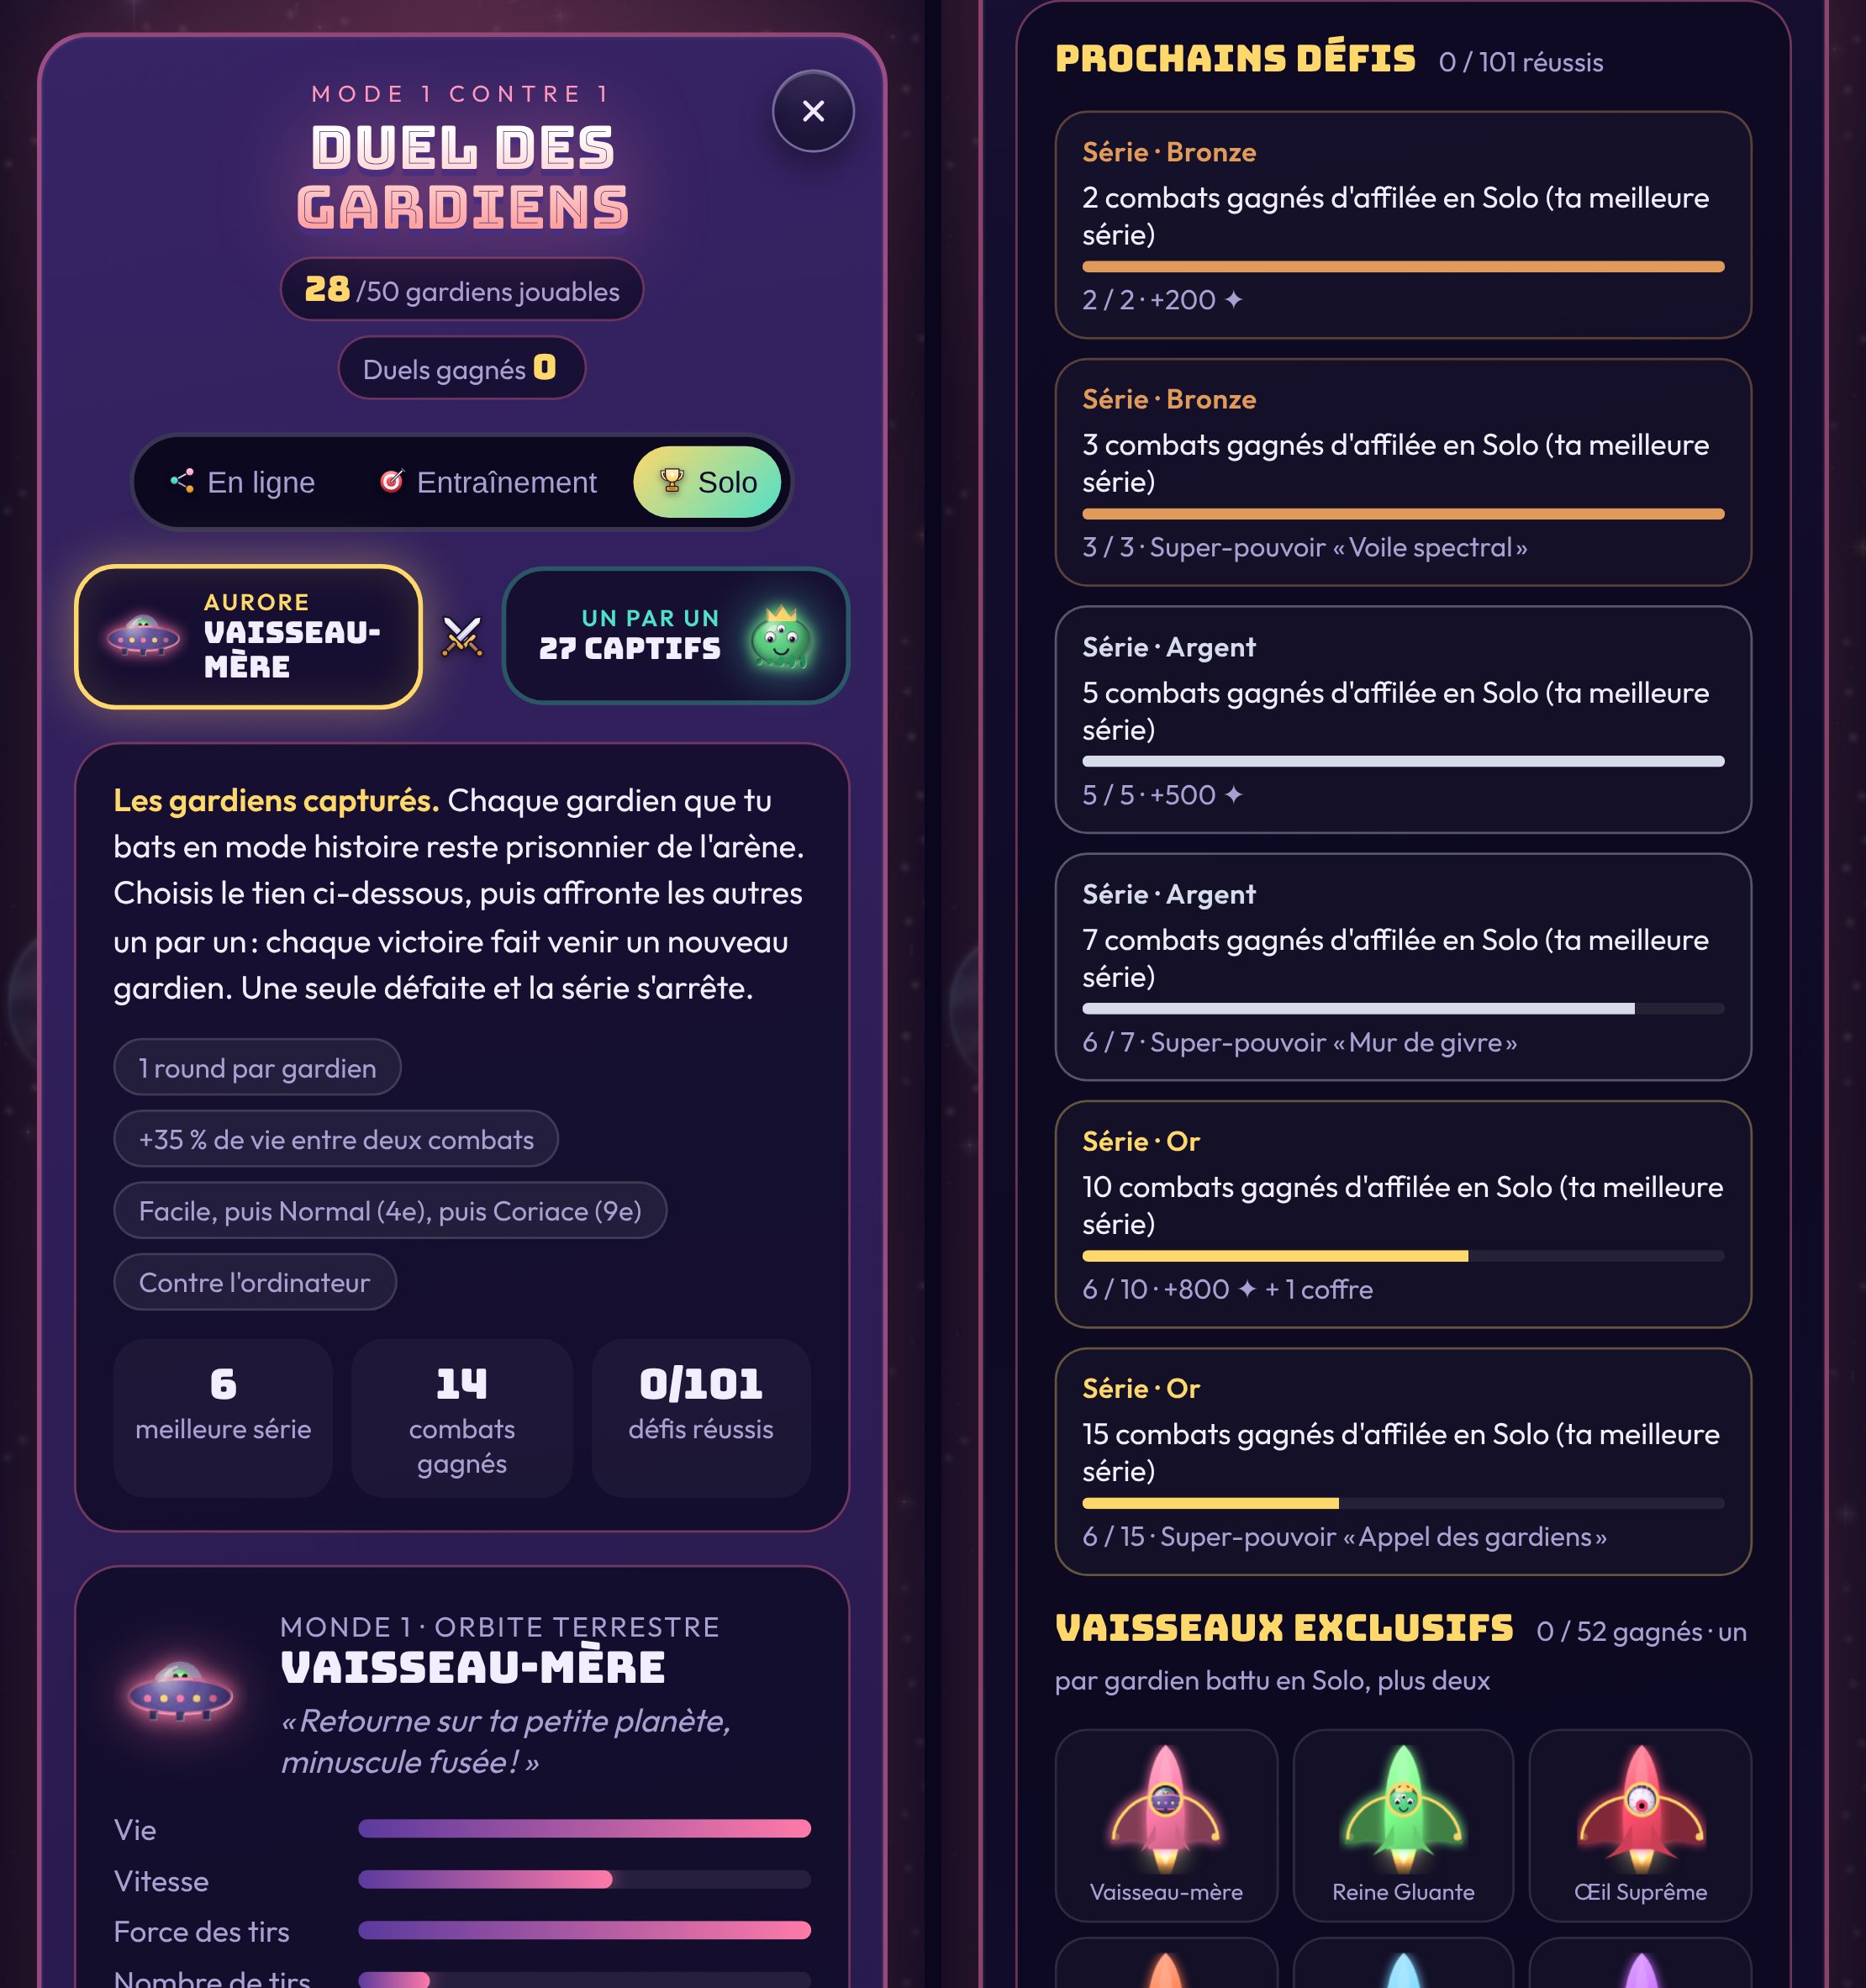 MODE 1 CONTRE 1
DUEL DES
GARDIENS
28 /50 gardiens jouables
Duels gagnés 0
En ligne
Entraînement
Solo
AURORE
VAISSEAU-
MÈRE
UN PAR UN
27 CAPTIFS
Les gardiens capturés. Chaque gardien que tu
bats en mode histoire reste prisonnier de l'arène.
Choisis le tien ci-dessous, puis affronte les autres
un par un : chaque victoire fait venir un nouveau
gardien. Une seule défaite et la série s'arrête.
1 round par gardien
+35 % de vie entre deux combats
Facile, puis Normal (4e), puis Coriace (9e)
Contre l'ordinateur
6
meilleure série
14
combats
gagnés
0/101
défis réussis
MONDE 1 · ORBITE TERRESTRE
VAISSEAU-MÈRE
« Retourne sur ta petite planète,
minuscule fusée ! »
Vie
Vitesse
Force des tirs
Nombre de tirs
PROCHAINS DÉFIS 0 / 101 réussis
Série · Bronze
2 combats gagnés d'affilée en Solo (ta meilleure
série)
2 / 2 · +200 ✦
Série · Bronze
3 combats gagnés d'affilée en Solo (ta meilleure
série)
3 / 3 · Super-pouvoir « Voile spectral »
Série · Argent
5 combats gagnés d'affilée en Solo (ta meilleure
série)
5 / 5 · +500 ✦
Série · Argent
7 combats gagnés d'affilée en Solo (ta meilleure
série)
6 / 7 · Super-pouvoir « Mur de givre »
Série · Or
10 combats gagnés d'affilée en Solo (ta meilleure
série)
6 / 10 · +800 ✦ + 1 coffre
Série · Or
15 combats gagnés d'affilée en Solo (ta meilleure
série)
6 / 15 · Super-pouvoir « Appel des gardiens »
VAISSEAUX EXCLUSIFS 0 / 52 gagnés · un
par gardien battu en Solo, plus deux
Vaisseau-mère
Reine Gluante
Œil Suprême